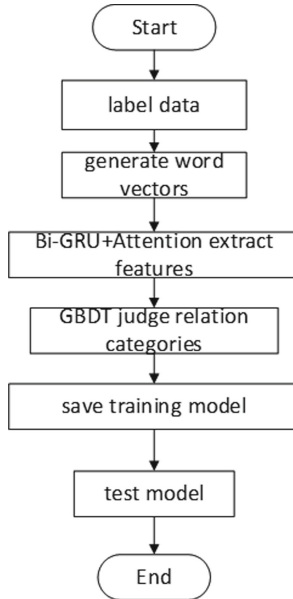 Start
label data
generate word
vectors
Bi-GRU+Attention extract
features
GBDT judge relation
categories
save training model
test model
End